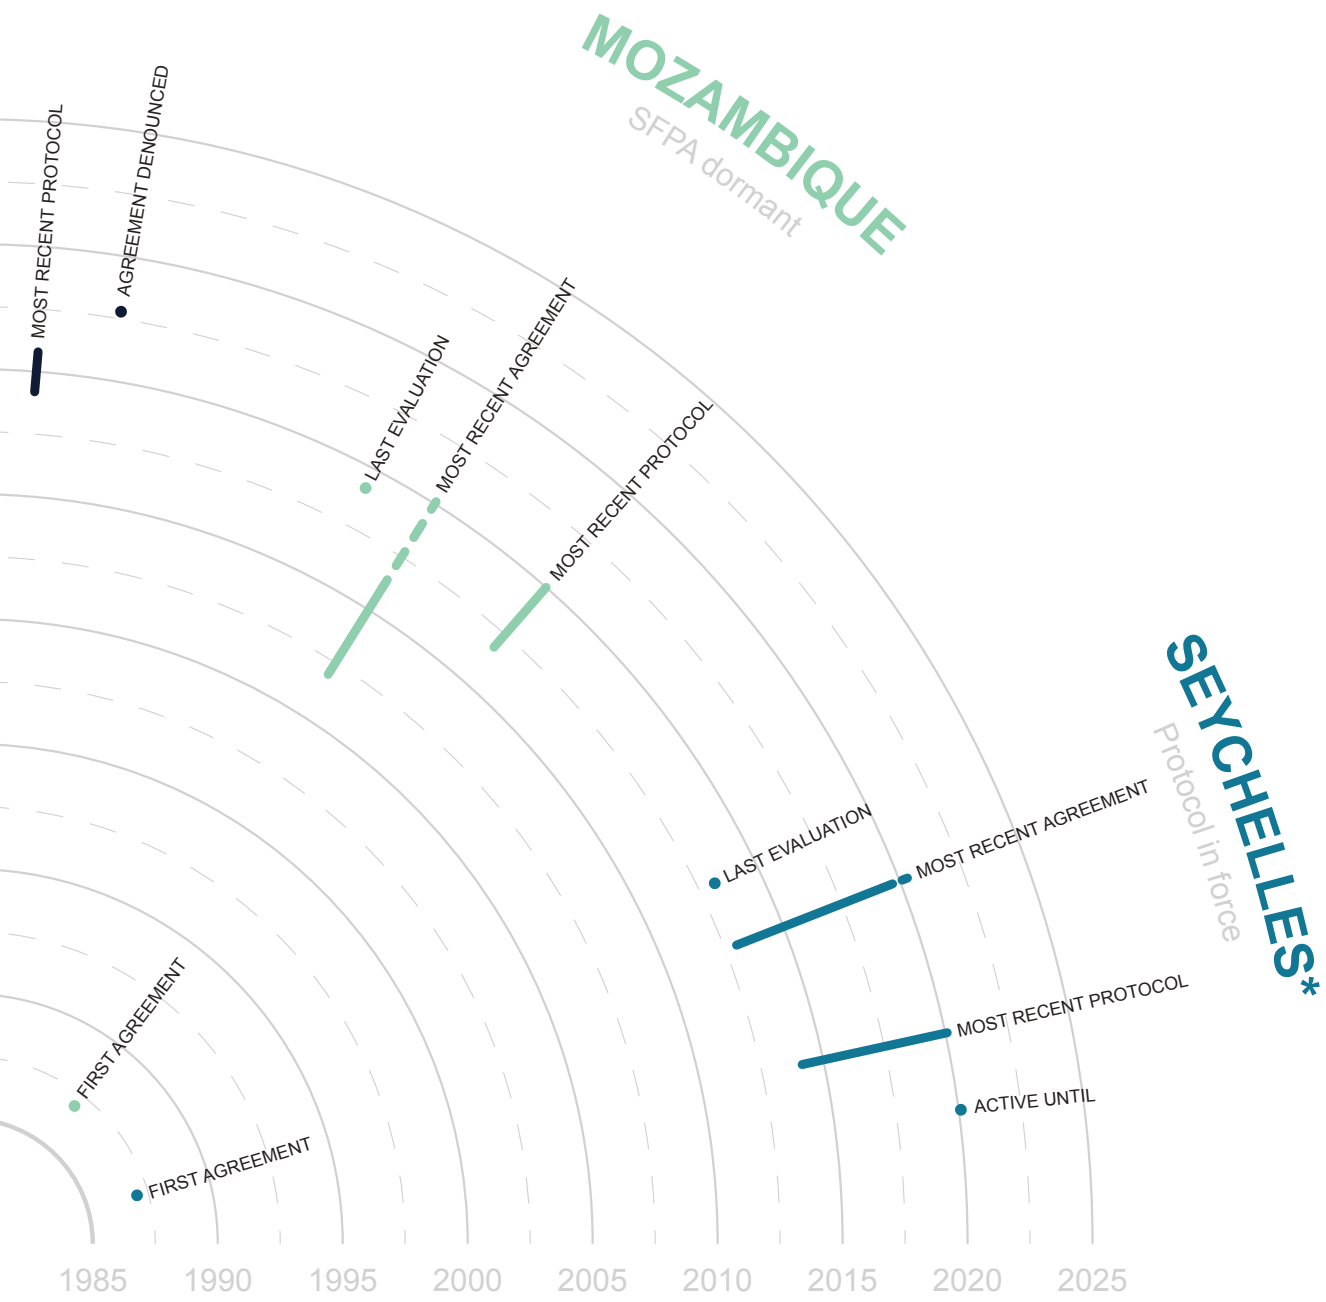 MOZAMBIQUE
SFPA dormant
MOST RECENT PROTOCOL
AGREEMENT DENOUNCED
LAST EVALUATION
MOST RECENT AGREEMENT
MOST RECENT PROTOCOL
FIRST AGREEMENT
SEYCHELLES*
Protocol in force
LAST EVALUATION
MOST RECENT AGREEMENT
MOST RECENT PROTOCOL
ACTIVE UNTIL
FIRST AGREEMENT
1985 1990 1995 2000 2005 2010 2015 2020 2025